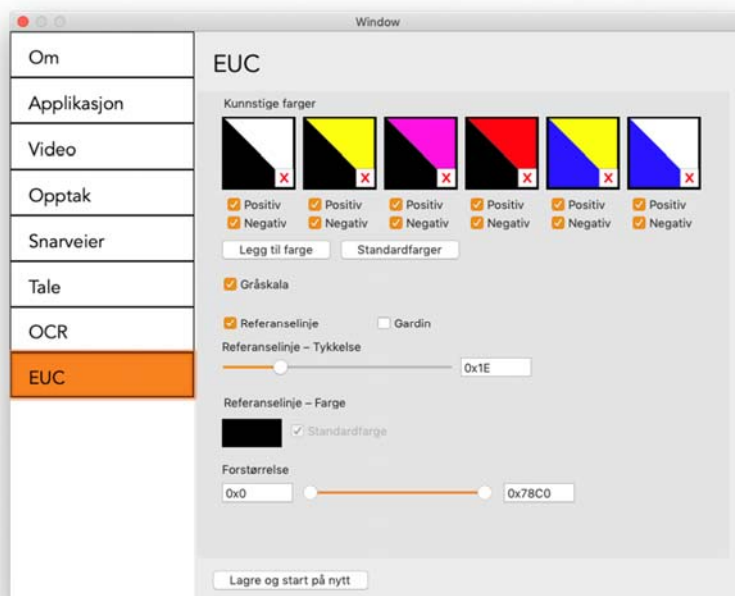 Window
Om
Applikasjon
Video
Opptak
Snarveier
Tale
OCR
EUC
EUC
Kunnstige farger
X X X X X X
Positiv Positiv Positiv Positiv Positiv Positiv
Negativ Negativ Negativ Negativ Negativ Negativ
Legg til farge Standardfarger
Gråskala
Referanselinje Gardin
Referanselinje – Tykkelse
0x1E
Referanselinje – Farge
Standardfarge
Forstørrelse
0x0 0x78C0
Lagre og start på nytt